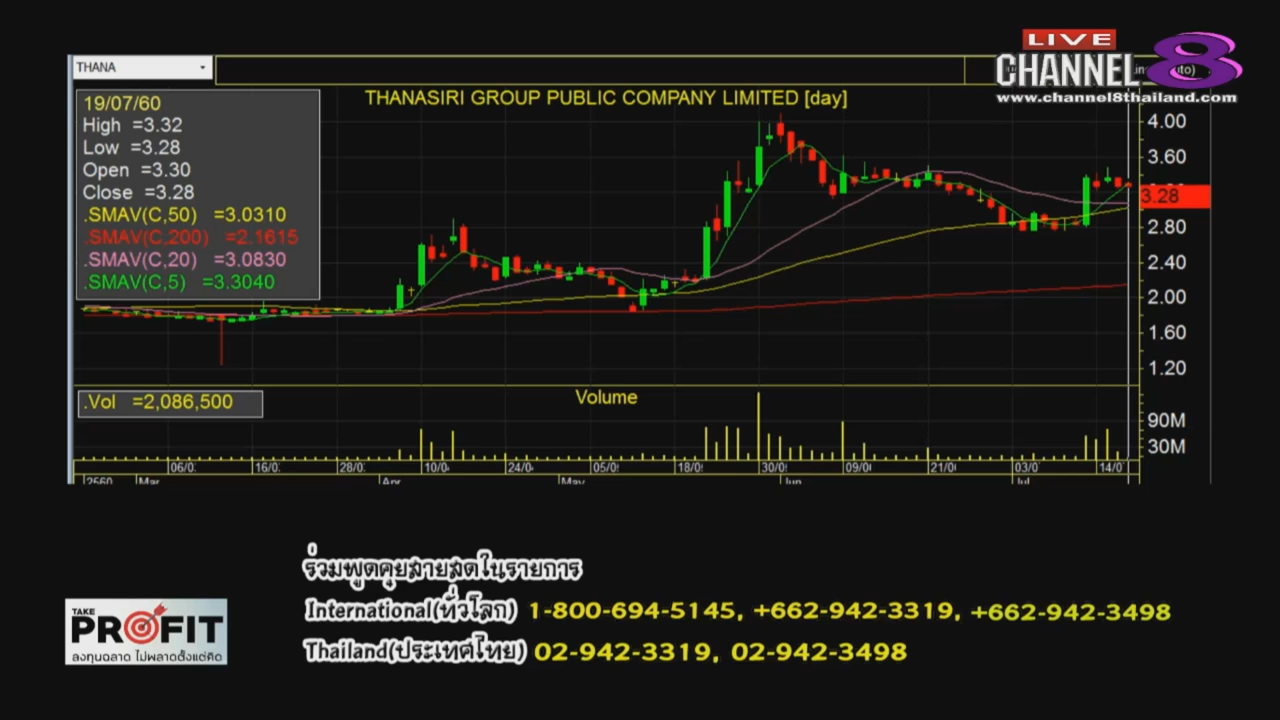 LIVE
CHANNEL 8
www.channel8thailand.com
THANA
THANASIRI GROUP PUBLIC COMPANY LIMITED [day]
19/07/60
High =3.32
Low =3.28
Open =3.30
Close =3.28
.SMAV(C,50) =3.0310
.SMAV(C,200) =2.1615
.SMAV(C,20) =3.0830
.SMAV(C,5) =3.3040
4.00
3.60
3.28
2.80
2.40
2.00
1.60
1.20
.Vol =2,086,500
Volume
90M
30M
06/0 16/0 28/0 10/0 24/0 05/0 18/0 30/0 09/0 21/0 03/0 14/0
2560 Mar Apr May Jun Jul
ร่วมพูดคุยสายสดในรายการ
International(ทั่วโลก) 1-800-694-5145, +662-942-3319, +662-942-3498
Thailand(ประเทศไทย) 02-942-3319, 02-942-3498
TAKE
PROFIT
ลงทุนฉลาด ไม่พลาดตั้งแต่คิด